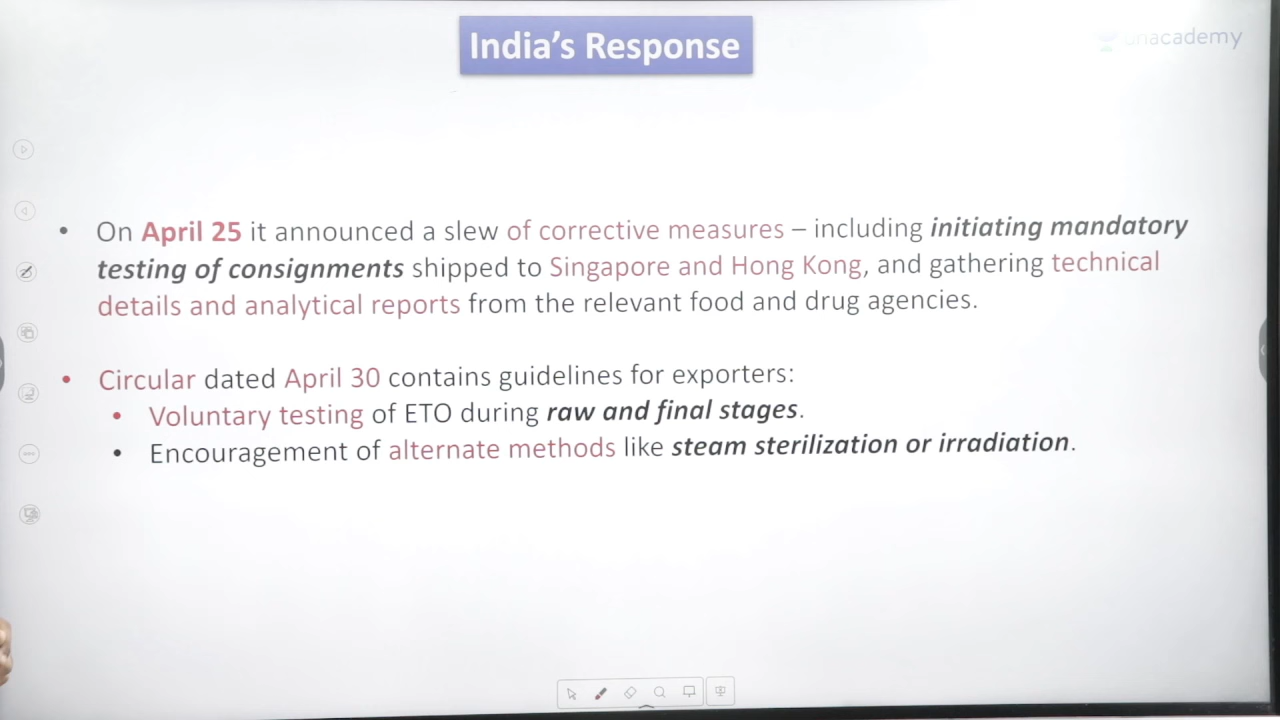 India's Response
unacademy
• On April 25 it announced a slew of corrective measures – including initiating mandatory
testing of consignments shipped to Singapore and Hong Kong, and gathering technical
details and analytical reports from the relevant food and drug agencies.
• Circular dated April 30 contains guidelines for exporters:
• Voluntary testing of ETO during raw and final stages.
• Encouragement of alternate methods like steam sterilization or irradiation.